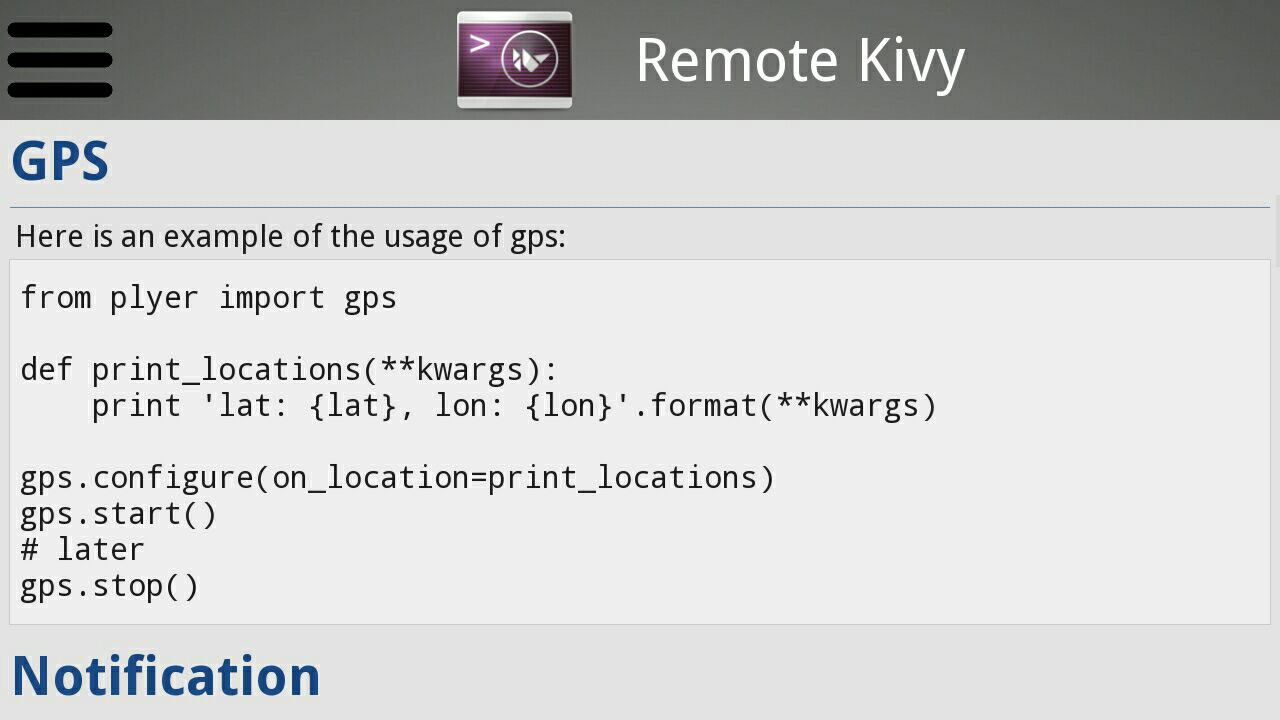 Remote Kivy
GPS
Here is an example of the usage of gps:
from plyer import gps
def print_locations(**kwargs):
    print 'lat: {lat}, lon: {lon}'.format(**kwargs)
gps.configure(on_location=print_locations)
gps.start()
# later
gps.stop()
Notification